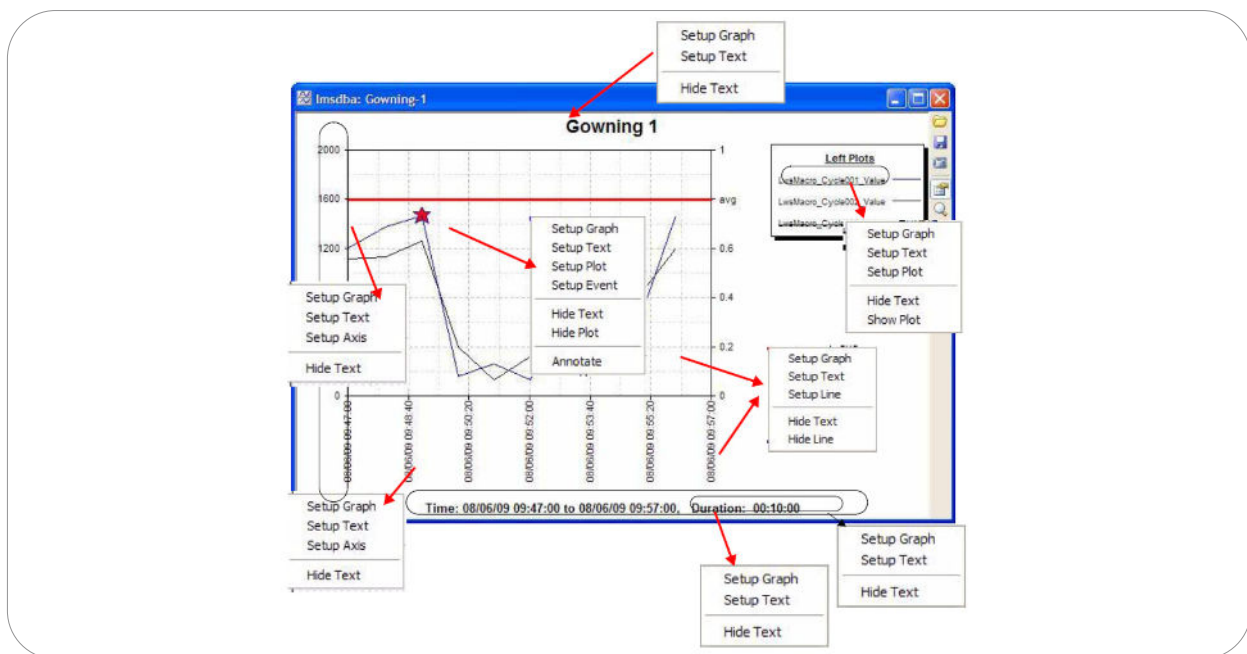 Setup Graph
Setup Text
Hide Text
lmsdba: Gowning-1
Gowning 1
2000
1600
1200
0
1
avg
0.6
0.4
0.2
0
Left Plots
LwsMacro_Cycle001_Value
LwsMacro_Cycle002_Value
LwsMacro_Cycle
Setup Graph
Setup Text
Setup Plot
Setup Event
Hide Text
Hide Plot
Annotate
Setup Graph
Setup Text
Setup Plot
Hide Text
Show Plot
Setup Graph
Setup Text
Setup Axis
Hide Text
Setup Graph
Setup Text
Setup Line
Hide Text
Hide Line
08/06/09 09:47:00
08/06/09 09:48:40
08/06/09 09:50:20
08/06/09 09:52:00
08/06/09 09:53:40
08/06/09 09:55:20
08/06/09 09:57:00
Setup Graph
Setup Text
Setup Axis
Hide Text
Time: 08/06/09 09:47:00 to 08/06/09 09:57:00, Duration: 00:10:00
Setup Graph
Setup Text
Hide Text
Setup Graph
Setup Text
Hide Text